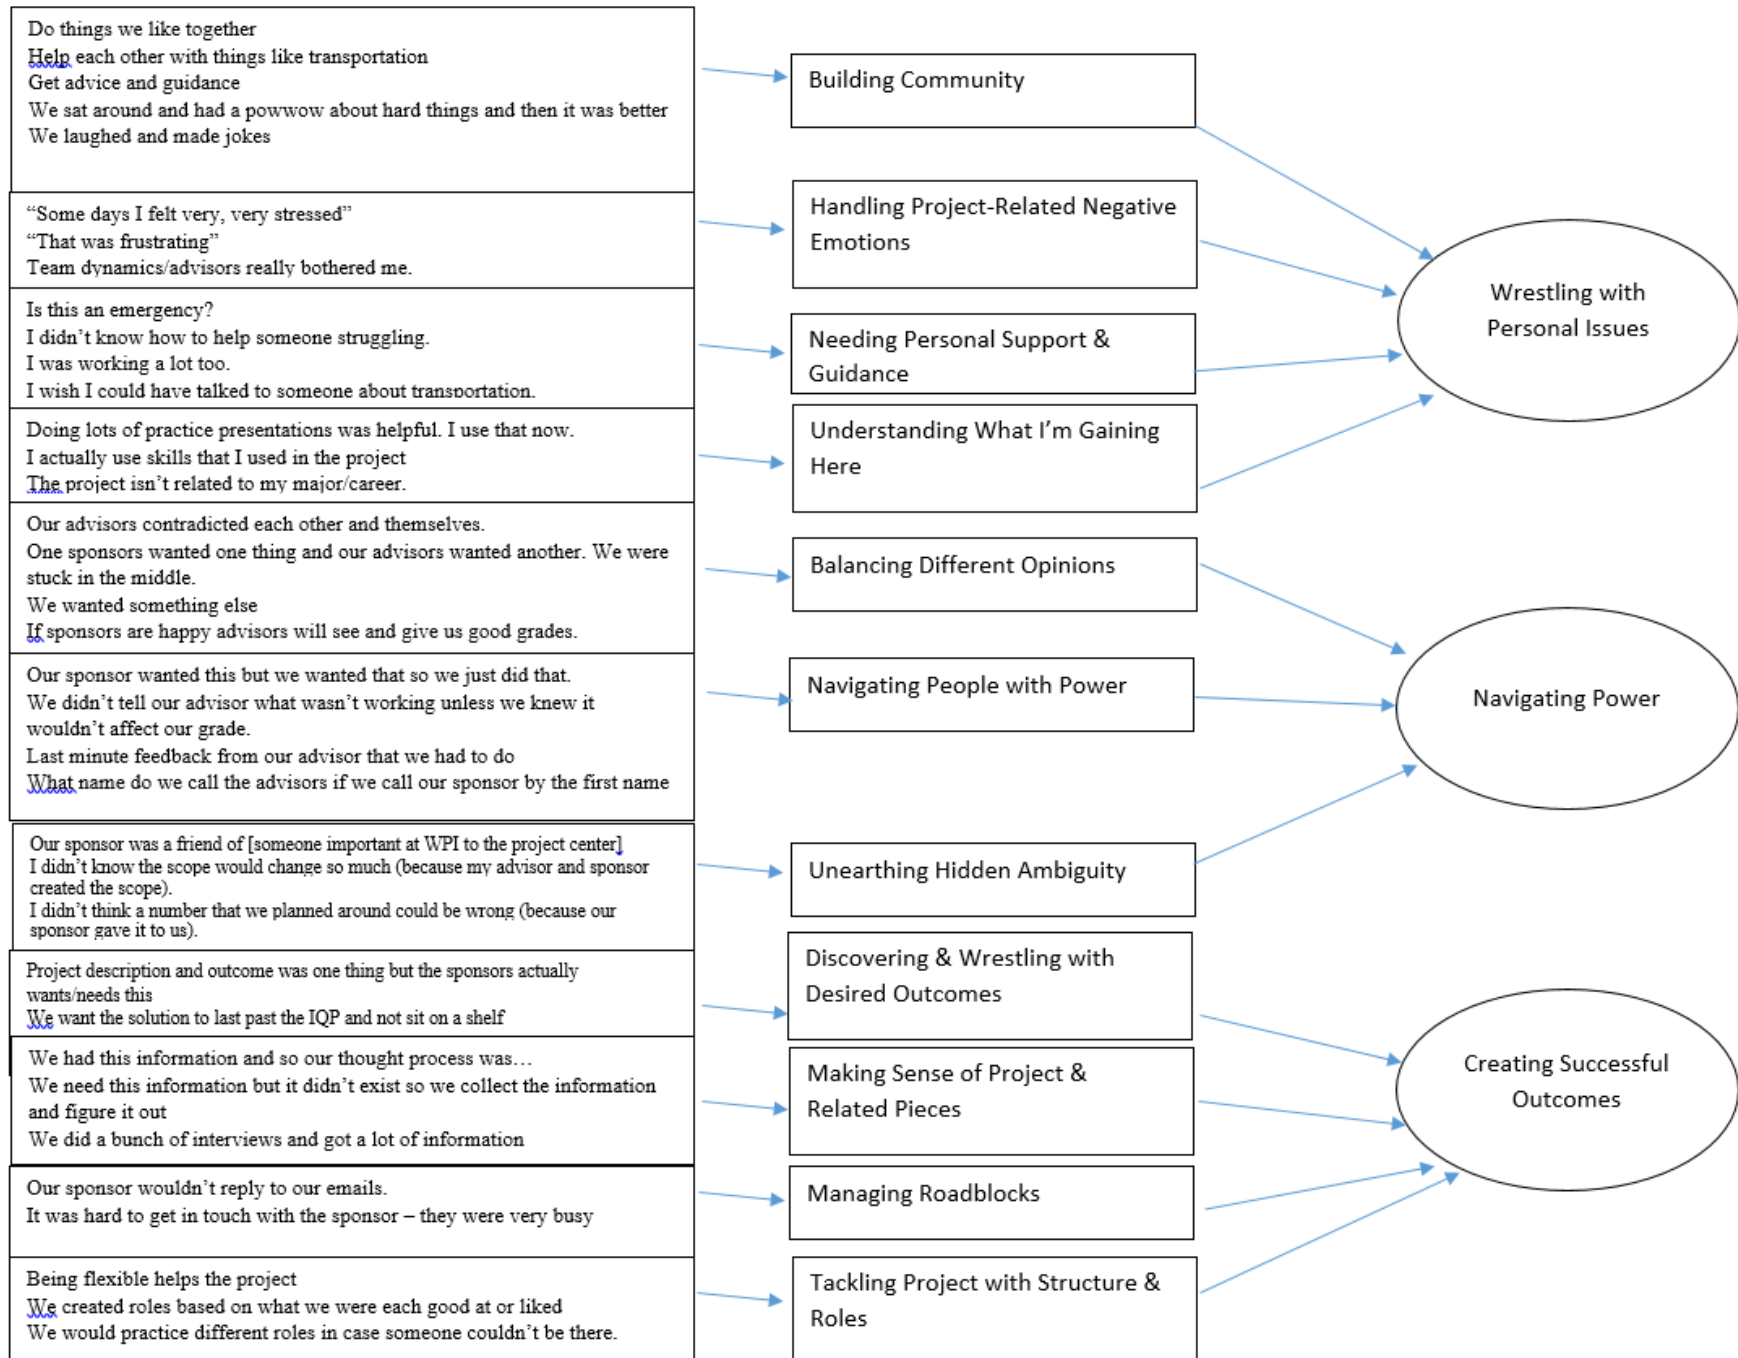 Do things we like together
Help each other with things like transportation
Get advice and guidance
We sat around and had a powwow about hard things and then it was better
We laughed and made jokes
Building Community
“Some days I felt very, very stressed”
“That was frustrating”
Team dynamics/advisors really bothered me.
Handling Project-Related Negative
Emotions
Is this an emergency?
I didn’t know how to help someone struggling.
I was working a lot too.
I wish I could have talked to someone about transportation.
Needing Personal Support &
Guidance
Doing lots of practice presentations was helpful. I use that now.
I actually use skills that I used in the project
The project isn’t related to my major/career.
Understanding What I’m Gaining
Here
Wrestling with
Personal Issues
Our advisors contradicted each other and themselves.
One sponsors wanted one thing and our advisors wanted another. We were
stuck in the middle.
We wanted something else
If sponsors are happy advisors will see and give us good grades.
Balancing Different Opinions
Our sponsor wanted this but we wanted that so we just did that.
We didn’t tell our advisor what wasn’t working unless we knew it
wouldn’t affect our grade.
Last minute feedback from our advisor that we had to do
What name do we call the advisors if we call our sponsor by the first name
Navigating People with Power
Our sponsor was a friend of [someone important at WPI to the project center]
I didn’t know the scope would change so much (because my advisor and sponsor
created the scope).
I didn’t think a number that we planned around could be wrong (because our
sponsor gave it to us).
Unearthing Hidden Ambiguity
Navigating Power
Project description and outcome was one thing but the sponsors actually
wants/needs this
We want the solution to last past the IQP and not sit on a shelf
Discovering & Wrestling with
Desired Outcomes
We had this information and so our thought process was…
We need this information but it didn’t exist so we collect the information
and figure it out
We did a bunch of interviews and got a lot of information
Making Sense of Project &
Related Pieces
Our sponsor wouldn’t reply to our emails.
It was hard to get in touch with the sponsor – they were very busy
Managing Roadblocks
Being flexible helps the project
We created roles based on what we were each good at or liked
We would practice different roles in case someone couldn’t be there.
Tackling Project with Structure &
Roles
Creating Successful
Outcomes